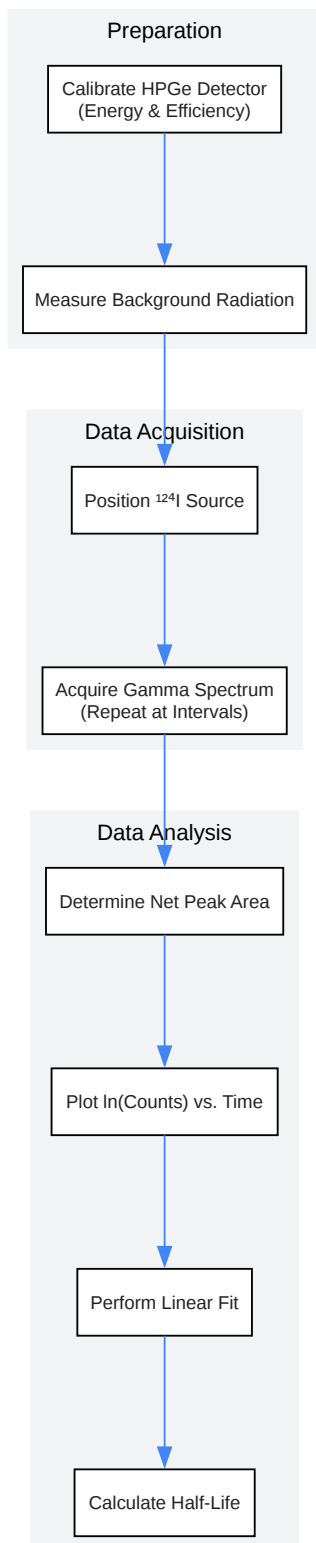 Preparation
Calibrate HPGe Detector
(Energy & Efficiency)
Measure Background Radiation
Data Acquisition
Position ¹²⁴I Source
Acquire Gamma Spectrum
(Repeat at Intervals)
Data Analysis
Determine Net Peak Area
Plot ln(Counts) vs. Time
Perform Linear Fit
Calculate Half-Life